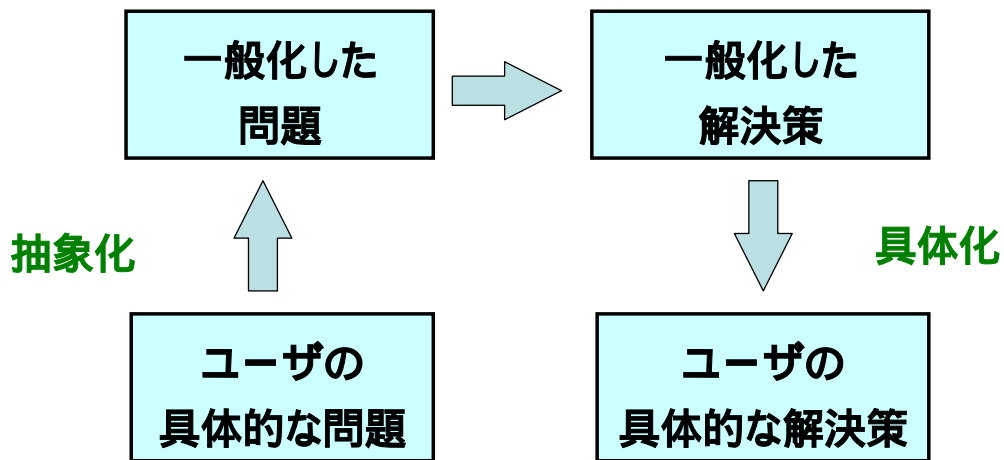 一般化した
問題
一般化した
解決策
抽象化
具体化
ユーザの
具体的な問題
ユーザの
具体的な解決策